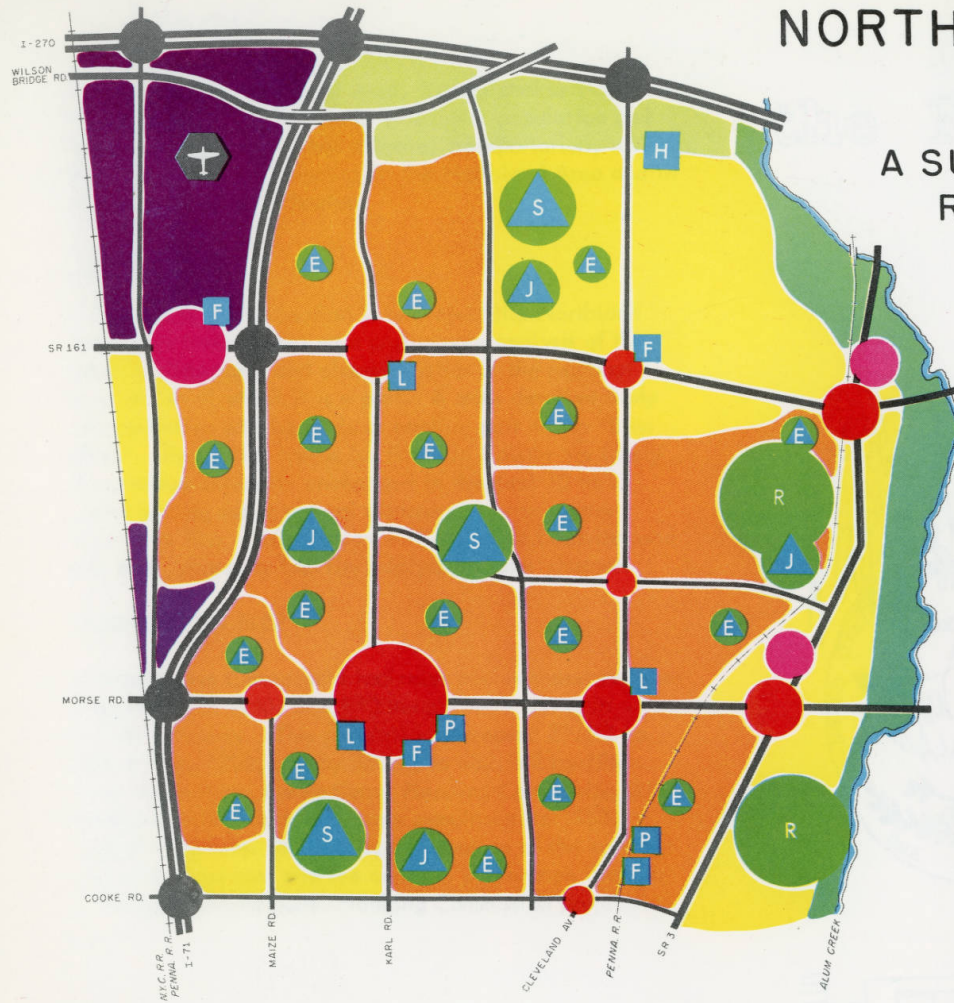 NORTH
I-270
WILSON
BRIDGE RD.
A SU
R
H
S
E
J
E
E
F
SR 161
F
L
E
E
E
E
E
R
E
J
S
J
E
E
E
E
E
L
MORSE RD.
L
P
F
E
E
E
E
P
S
J
E
F
R
COOKE RD.
N.Y.C. R.R.
PENNA. R.R.
I-71
MAIZE RD.
KARL RD.
CLEVELAND AV.
PENNA. R.R.
SR 3
ALUM CREEK